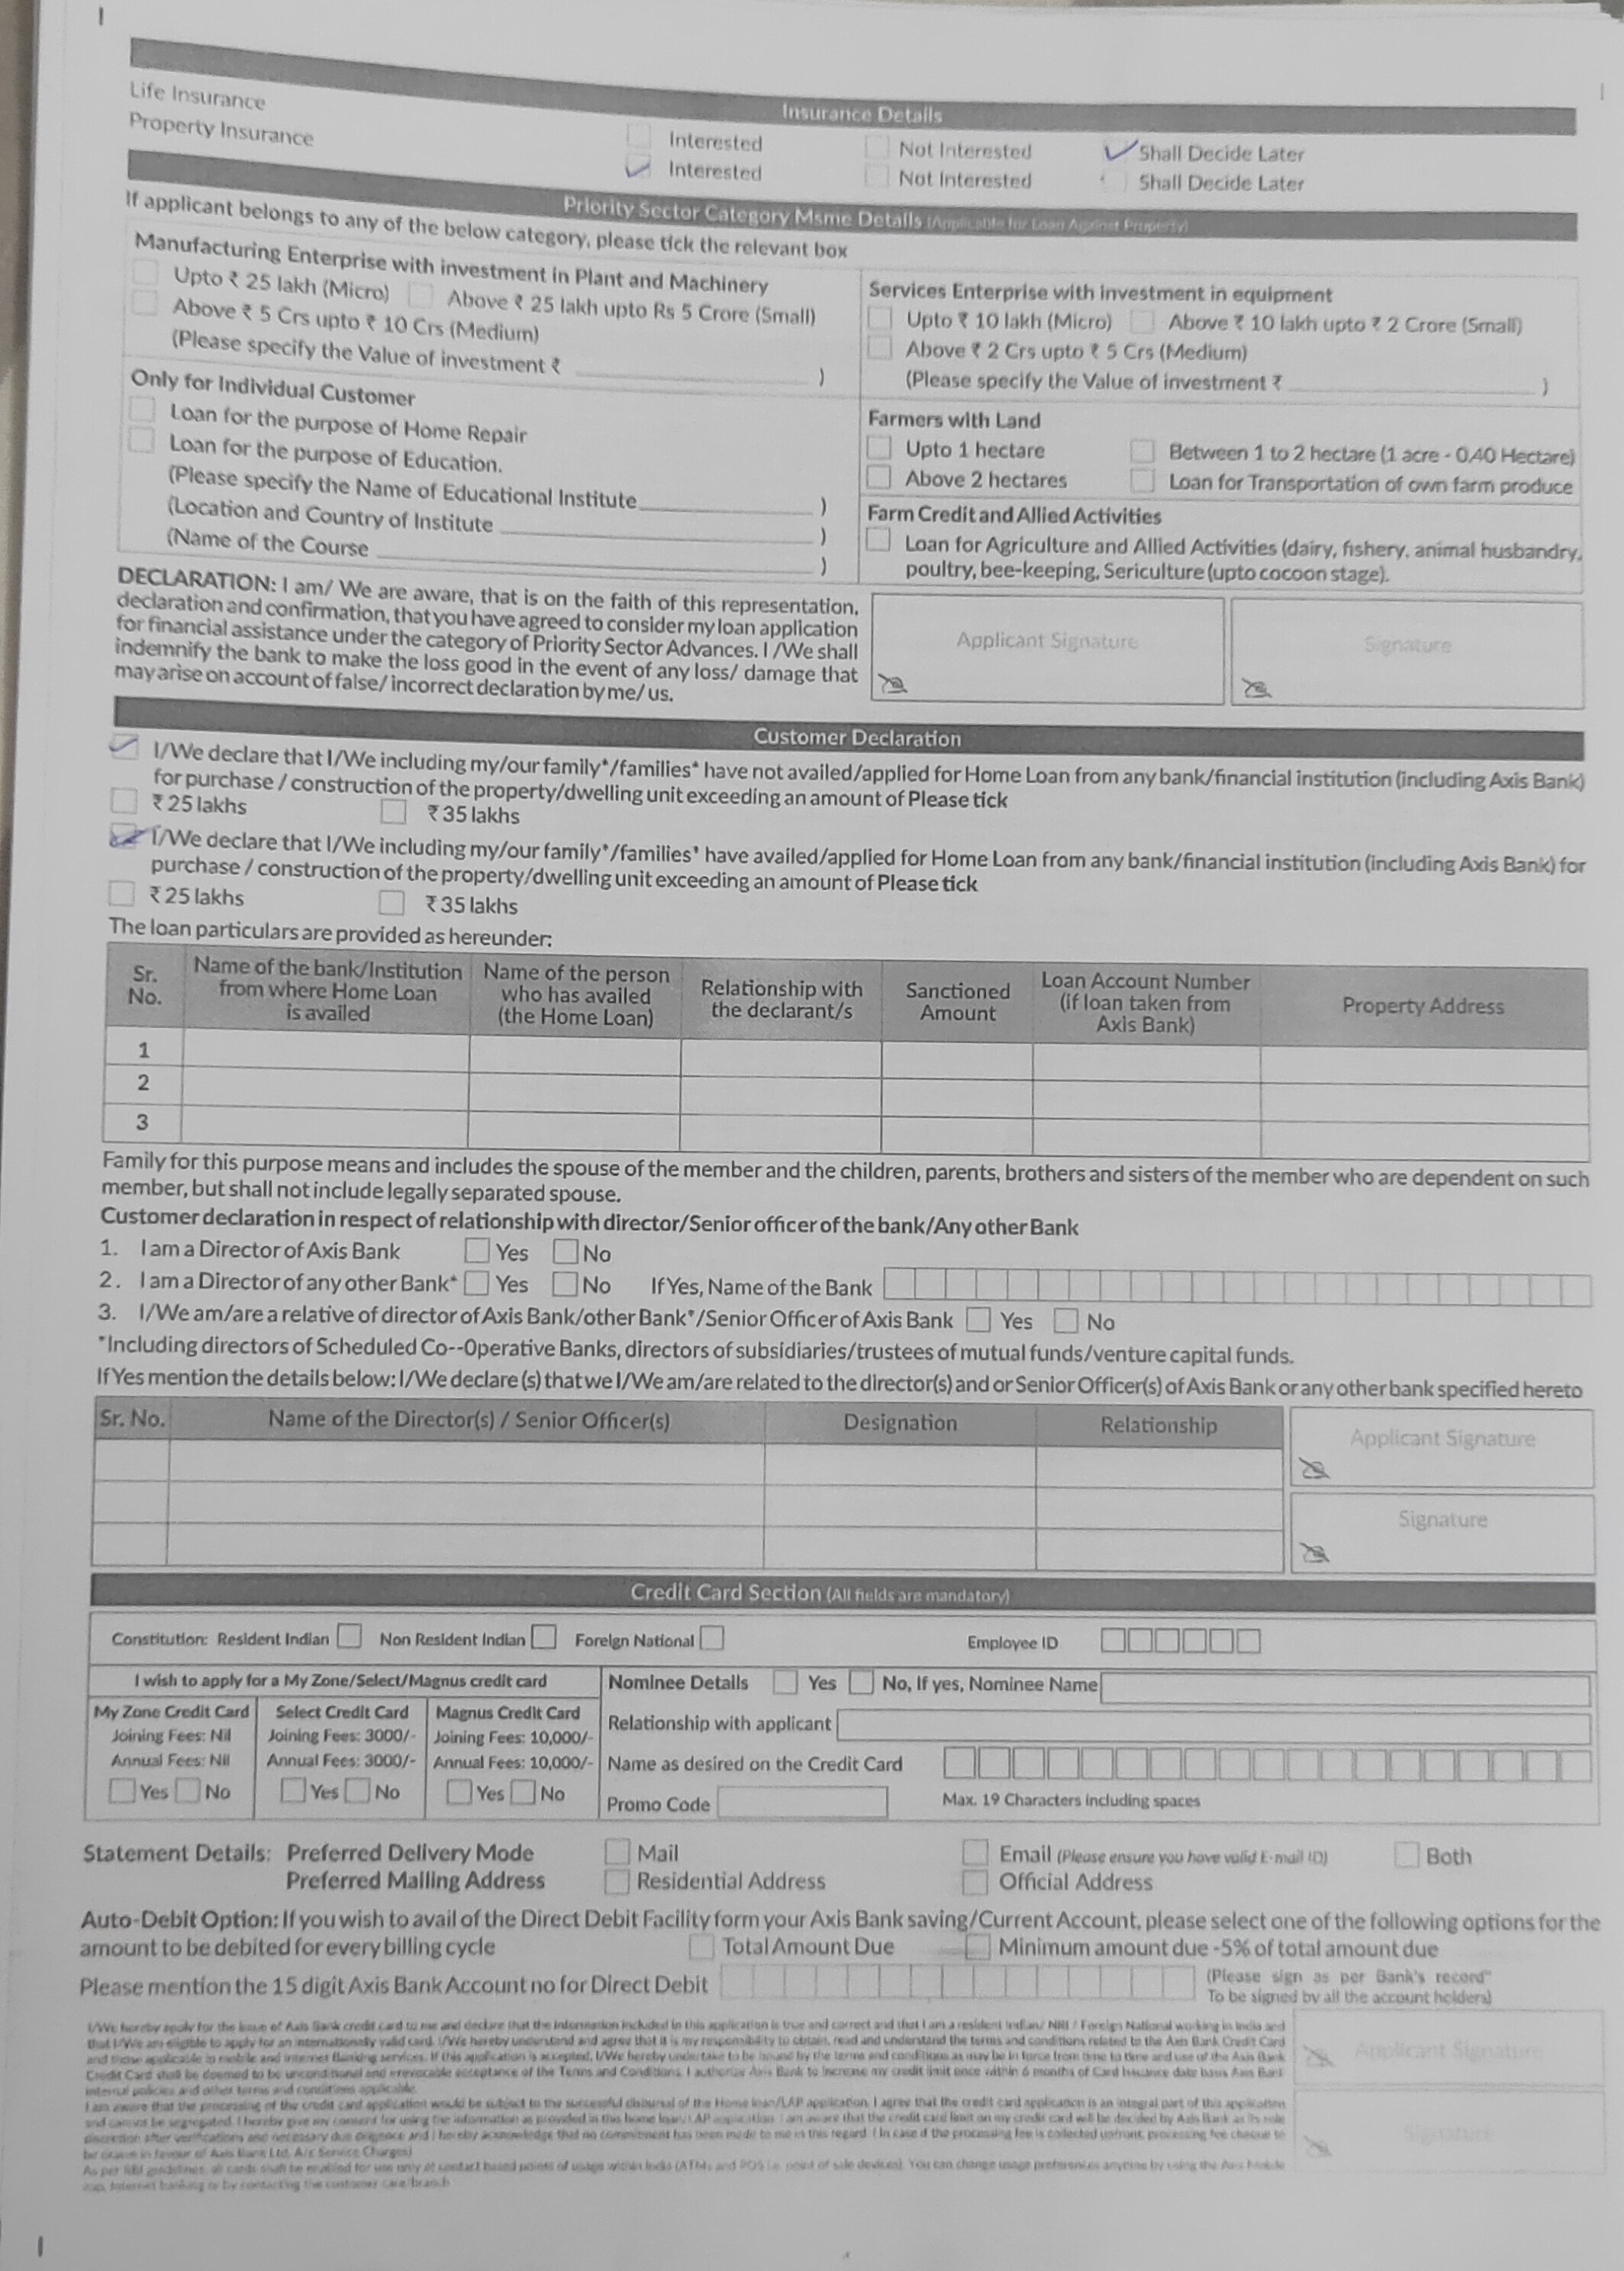 Insurance Details
Life Insurance
Interested Not Interested Shall Decide Later
Property Insurance
Interested Not Interested Shall Decide Later
Priority Sector Category Msme Details (Applicable for Loan Against Property)
If applicant belongs to any of the below category, please tick the relevant box
Manufacturing Enterprise with investment in Plant and Machinery
Upto ₹ 25 lakh (Micro) Above ₹ 25 lakh upto Rs 5 Crore (Small)
Above ₹ 5 Crs upto ₹ 10 Crs (Medium)
(Please specify the Value of investment ₹ )
Services Enterprise with investment in equipment
Upto ₹ 10 lakh (Micro) Above ₹ 10 lakh upto ₹ 2 Crore (Small)
Above ₹ 2 Crs upto ₹ 5 Crs (Medium)
(Please specify the Value of investment ₹ )
Only for Individual Customer
Loan for the purpose of Home Repair
Loan for the purpose of Education.
(Please specify the Name of Educational Institute )
(Location and Country of Institute )
(Name of the Course )
Farmers with Land
Upto 1 hectare Between 1 to 2 hectare (1 acre - 0.40 Hectare)
Above 2 hectares Loan for Transportation of own farm produce
Farm Credit and Allied Activities
Loan for Agriculture and Allied Activities (dairy, fishery, animal husbandry,
poultry, bee-keeping, Sericulture (upto cocoon stage).
DECLARATION: I am/ We are aware, that is on the faith of this representation,
declaration and confirmation, that you have agreed to consider my loan application
for financial assistance under the category of Priority Sector Advances. I /We shall
indemnify the bank to make the loss good in the event of any loss/ damage that
may arise on account of false/ incorrect declaration by me/ us.
Applicant Signature Signature
Customer Declaration
I/We declare that I/We including my/our family*/families* have not availed/applied for Home Loan from any bank/financial institution (including Axis Bank)
for purchase / construction of the property/dwelling unit exceeding an amount of Please tick
₹ 25 lakhs ₹ 35 lakhs
I/We declare that I/We including my/our family*/families* have availed/applied for Home Loan from any bank/financial institution (including Axis Bank) for
purchase / construction of the property/dwelling unit exceeding an amount of Please tick
₹ 25 lakhs ₹ 35 lakhs
The loan particulars are provided as hereunder:
Sr. No. Name of the bank/Institution from where Home Loan is availed Name of the person who has availed (the Home Loan) Relationship with the declarant/s Sanctioned Amount Loan Account Number (if loan taken from Axis Bank) Property Address
1
2
3
Family for this purpose means and includes the spouse of the member and the children, parents, brothers and sisters of the member who are dependent on such
member, but shall not include legally separated spouse.
Customer declaration in respect of relationship with director/Senior officer of the bank/Any other Bank
1. I am a Director of Axis Bank Yes No
2. I am a Director of any other Bank* Yes No If Yes, Name of the Bank
3. I/We am/are a relative of director of Axis Bank/other Bank*/Senior Officer of Axis Bank Yes No
*Including directors of Scheduled Co--Operative Banks, directors of subsidiaries/trustees of mutual funds/venture capital funds.
If Yes mention the details below: I/We declare (s) that we I/We am/are related to the director(s) and or Senior Officer(s) of Axis Bank or any other bank specified hereto
Sr. No. Name of the Director(s) / Senior Officer(s) Designation Relationship
Applicant Signature
Signature
Credit Card Section (All fields are mandatory)
Constitution: Resident Indian Non Resident Indian Foreign National Employee ID
I wish to apply for a My Zone/Select/Magnus credit card
My Zone Credit Card Select Credit Card Magnus Credit Card
Joining Fees: Nil Joining Fees: 3000/- Joining Fees: 10,000/-
Annual Fees: Nil Annual Fees: 3000/- Annual Fees: 10,000/-
Yes No Yes No Yes No
Nominee Details Yes No, If yes, Nominee Name
Relationship with applicant
Name as desired on the Credit Card
Promo Code Max. 19 Characters including spaces
Statement Details: Preferred Delivery Mode Mail Email (Please ensure you have valid E-mail ID) Both
Preferred Mailing Address Residential Address Official Address
Auto-Debit Option: If you wish to avail of the Direct Debit Facility form your Axis Bank saving/Current Account, please select one of the following options for the
amount to be debited for every billing cycle Total Amount Due Minimum amount due -5% of total amount due
Please mention the 15 digit Axis Bank Account no for Direct Debit
(Please sign as per Bank's record"
To be signed by all the account holders)
I/We hereby apply for the issue of Axis Bank credit card to me and declare that the information included in this application is true and correct and that I am a resident Indian/ NRI / Foreign National working in India and
that I/We am eligible to apply for an internationally valid card. I/We hereby understand and agree that it is my responsibility to obtain, read and understand the terms and conditions related to the Axis Bank Credit Card
and those applicable to mobile and internet Banking services. If this application is accepted, I/We hereby undertake to be bound by the terms and conditions as may be in force from time to time and use of the Axis Bank
Credit Card shall be deemed to be unconditional and irrevocable acceptance of the Terms and Conditions. I authorize Axis Bank to increase my credit limit once within 6 months of Card Issuance date basis Axis Bank
internal policies and other terms and conditions applicable.
I am aware that the processing of the credit card application would be subject to the successful disbursal of the Home loan/LAP application. I agree that the credit card application is an integral part of this application
and cannot be segregated. I hereby give my consent for using the information as provided in this home loan/LAP application. I am aware that the credit card limit on my credit card will be decided by Axis Bank as its sole
discretion after verifications and necessary due diligence and I hereby acknowledge that no commitment has been made to me in this regard. (In case if the processing fee is collected upfront, processing fee cheque to
be drawn in favour of Axis Bank Ltd. A/c Service Charges)
As per RBI guidelines, all cards shall be enabled for use only at contact based points of usage within India (ATMs and POS i.e. point of sale devices). You can change usage preferences anytime by using the Axis Mobile
app, Internet banking or by contacting the customer care/branch
Applicant Signature
Signature